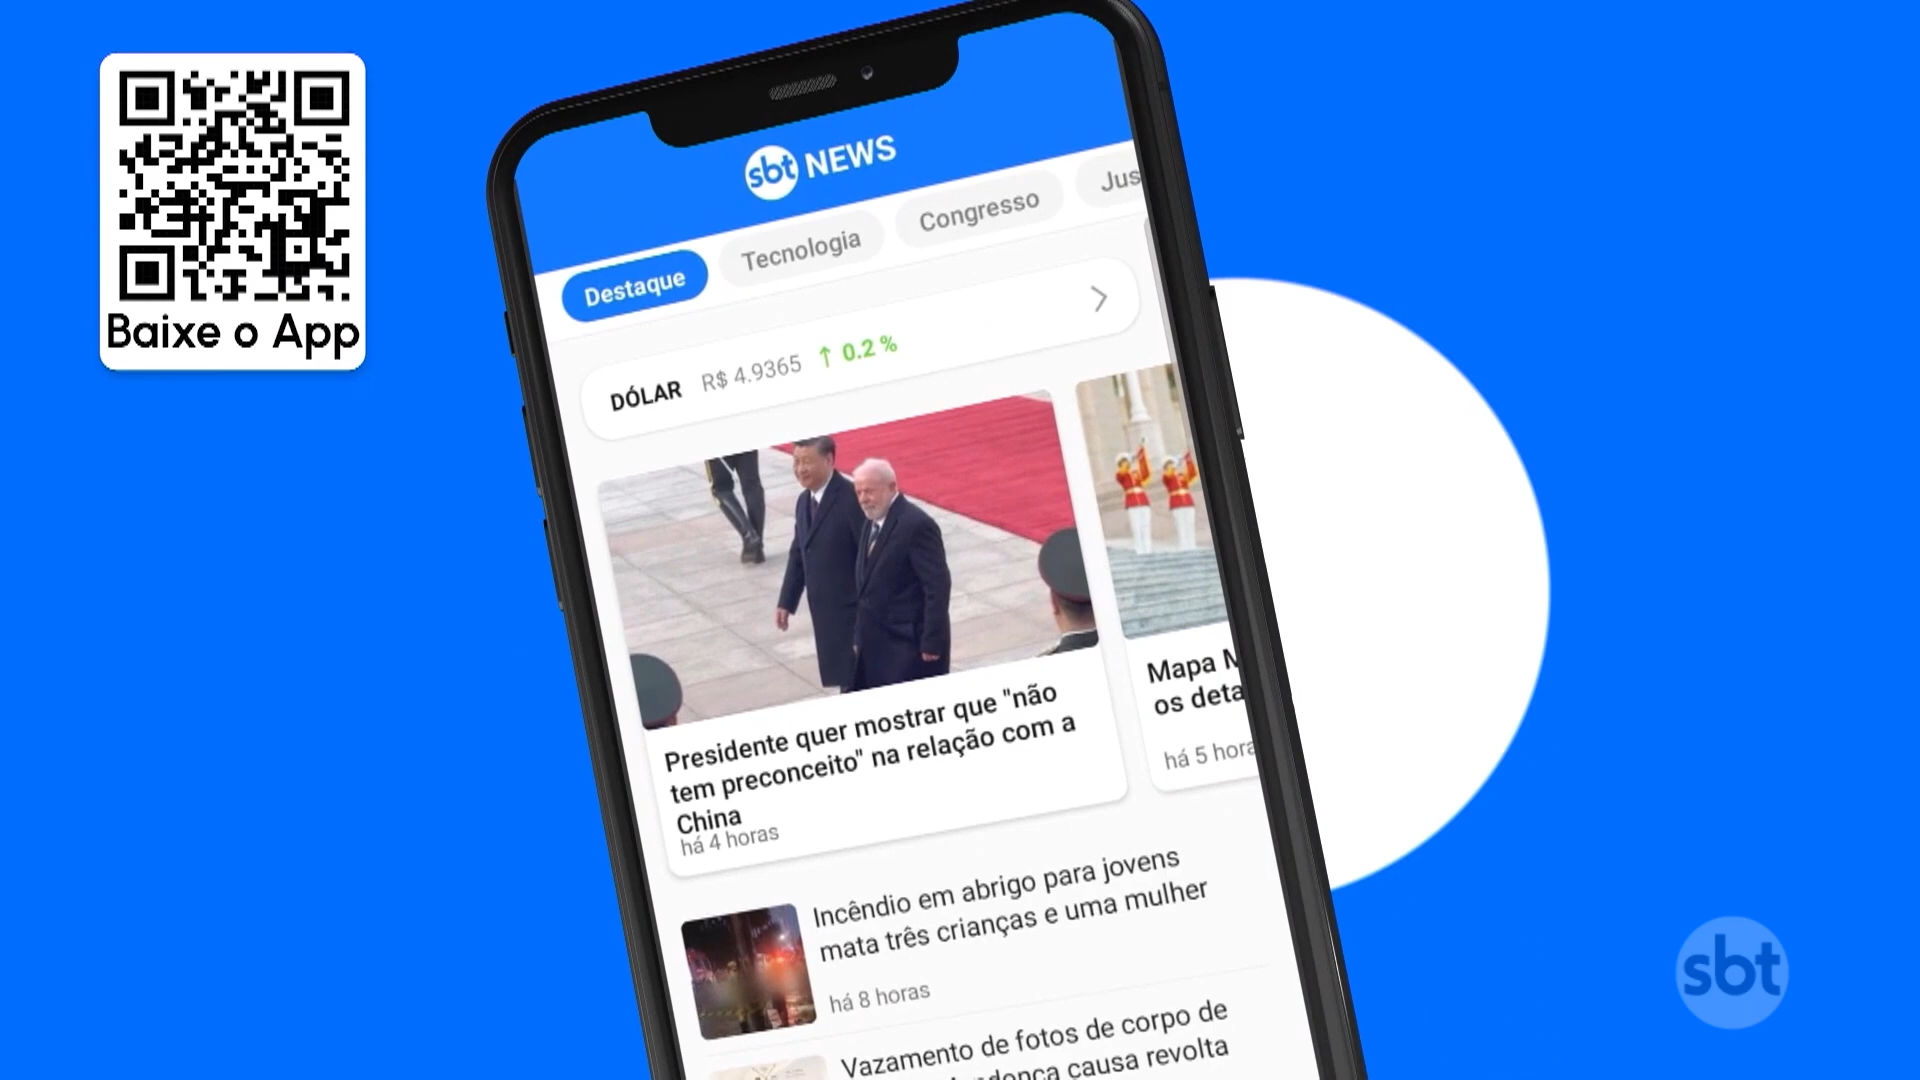 Baixe o App
sbt NEWS
Destaque
Tecnologia
Congresso
Jus
DÓLAR R$ 4.9365 ↑ 0.2 %
Presidente quer mostrar que "não
tem preconceito" na relação com a
China
há 4 horas
Mapa
os deta
há 5 hora
Incêndio em abrigo para jovens
mata três crianças e uma mulher
há 8 horas
Vazamento de fotos de corpo de
causa revolta
sbt